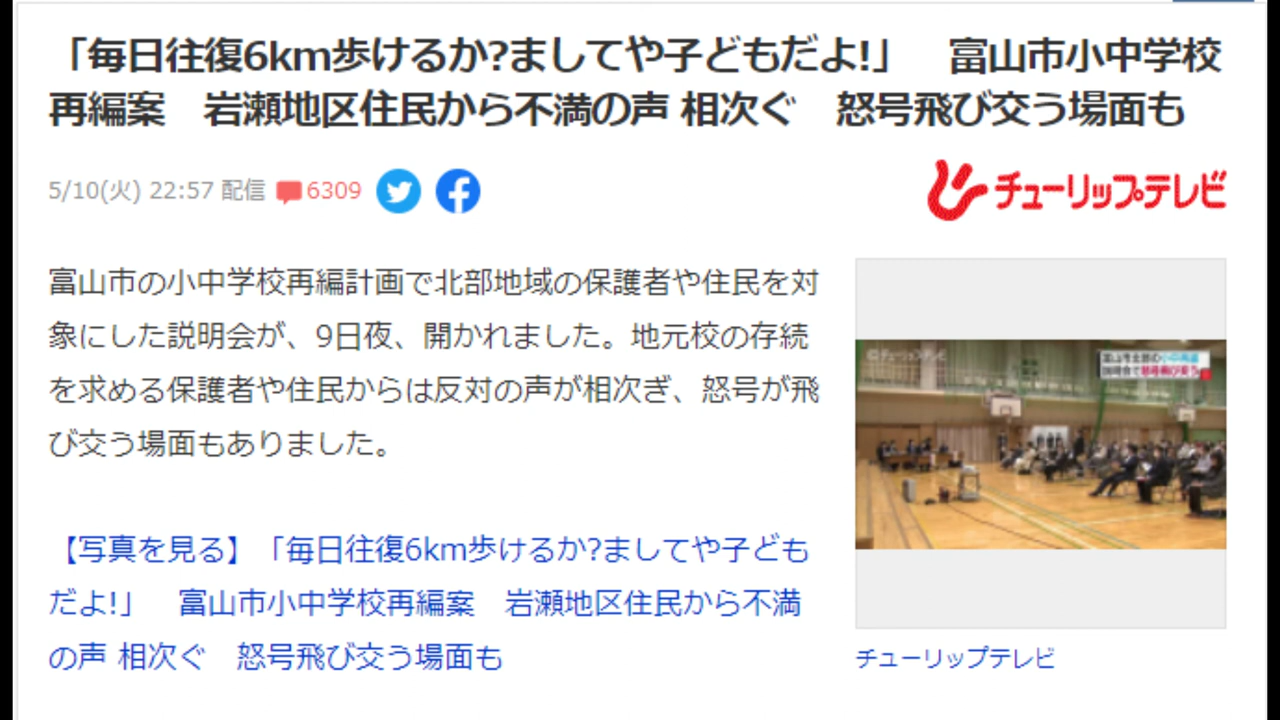 「毎日往復6km歩けるか?ましてや子どもだよ!」　富山市小中学校
再編案　岩瀬地区住民から不満の声 相次ぐ　怒号飛び交う場面も
5/10(火) 22:57 配信 6309
チューリップテレビ
富山市の小中学校再編計画で北部地域の保護者や住民を対
象にした説明会が、9日夜、開かれました。地元校の存続
を求める保護者や住民からは反対の声が相次ぎ、怒号が飛
び交う場面もありました。
【写真を見る】「毎日往復6km歩けるか?ましてや子ども
だよ!」　富山市小中学校再編案　岩瀬地区住民から不満
の声 相次ぐ　怒号飛び交う場面も
チューリップテレビ